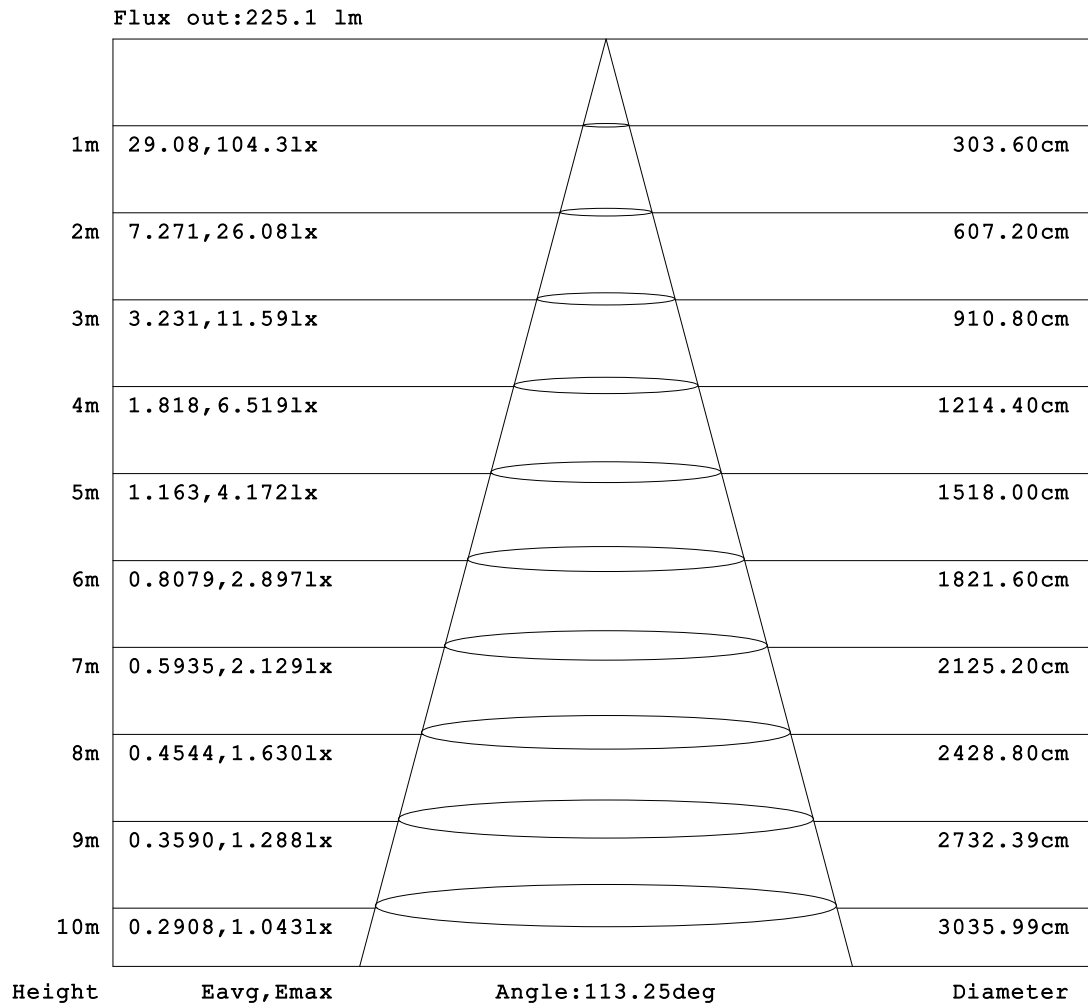 Flux out:225.1 lm
1m 29.08,104.3lx 303.60cm
2m 7.271,26.08lx 607.20cm
3m 3.231,11.59lx 910.80cm
4m 1.818,6.519lx 1214.40cm
5m 1.163,4.172lx 1518.00cm
6m 0.8079,2.897lx 1821.60cm
7m 0.5935,2.129lx 2125.20cm
8m 0.4544,1.630lx 2428.80cm
9m 0.3590,1.288lx 2732.39cm
10m 0.2908,1.043lx 3035.99cm
Height Eavg,Emax Angle:113.25deg Diameter